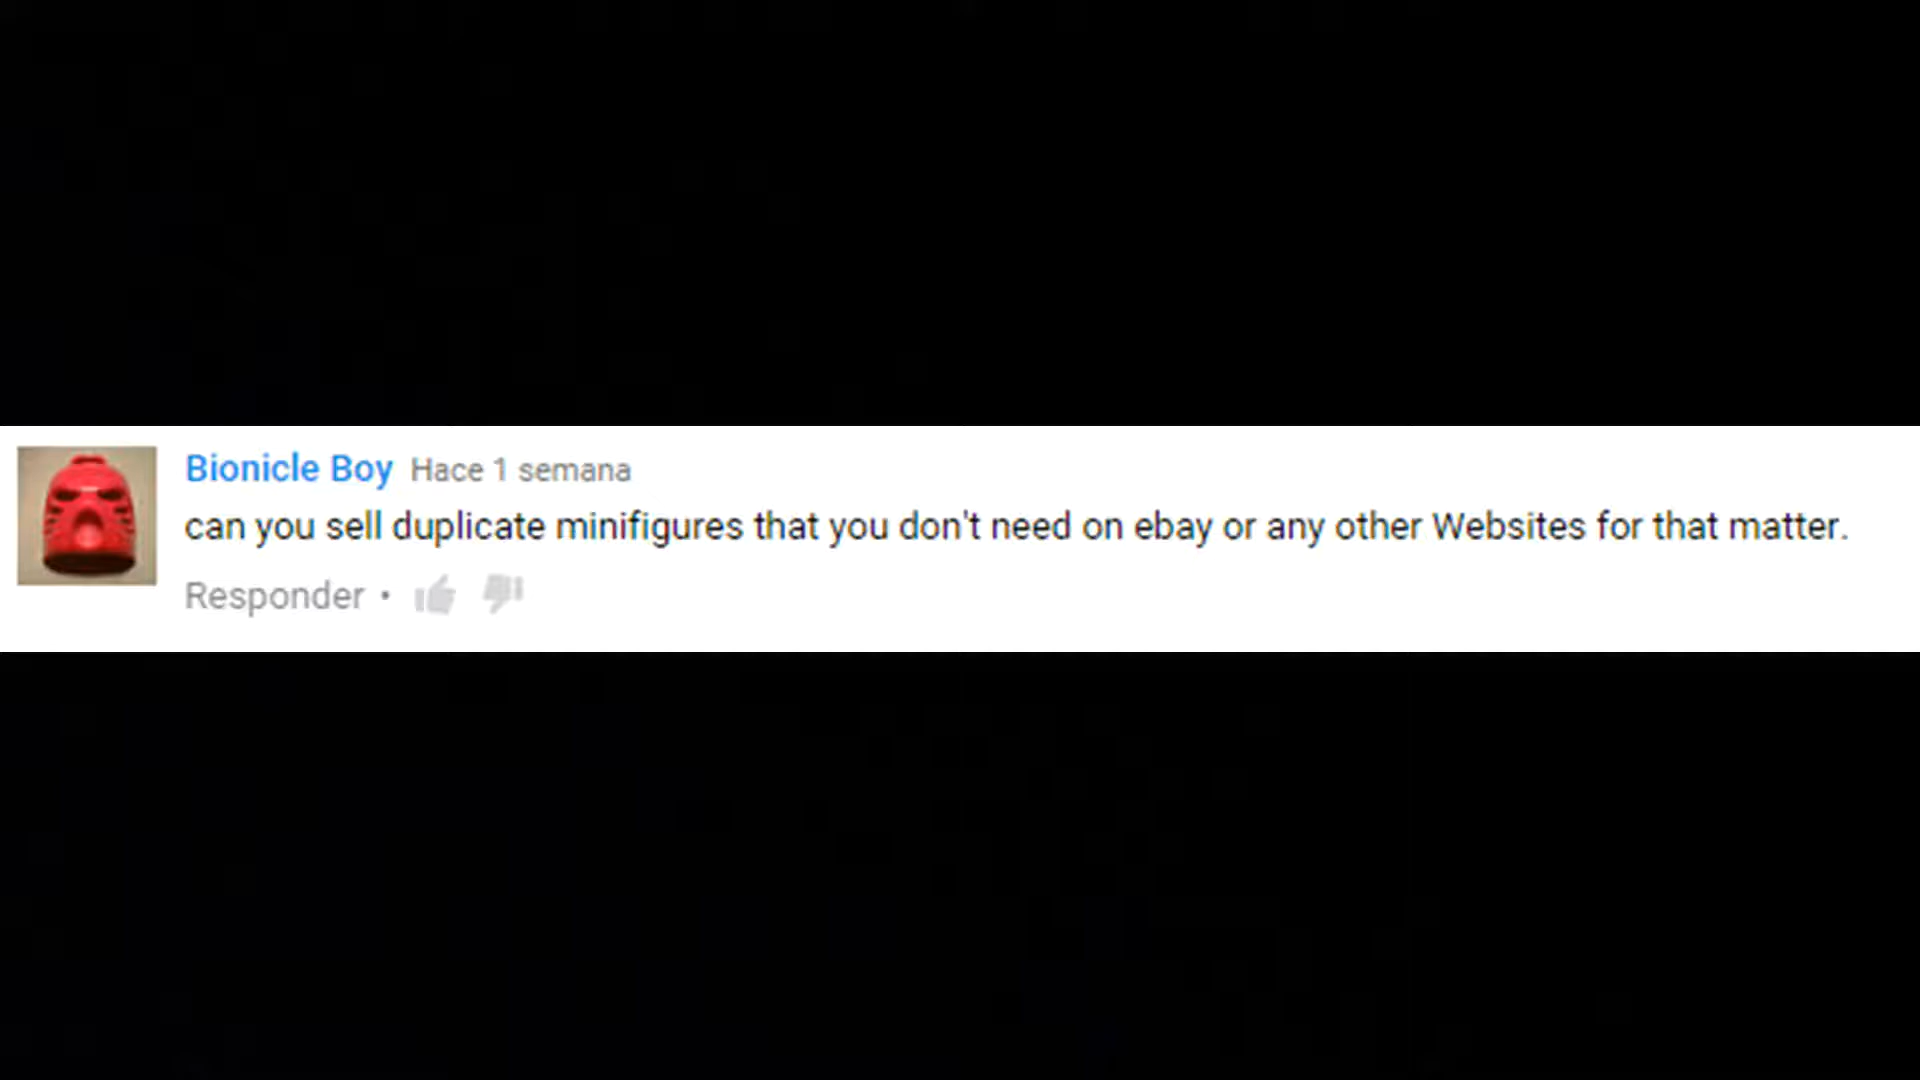 Bionicle Boy Hace 1 semana
can you sell duplicate minifigures that you don't need on ebay or any other Websites for that matter.
Responder •